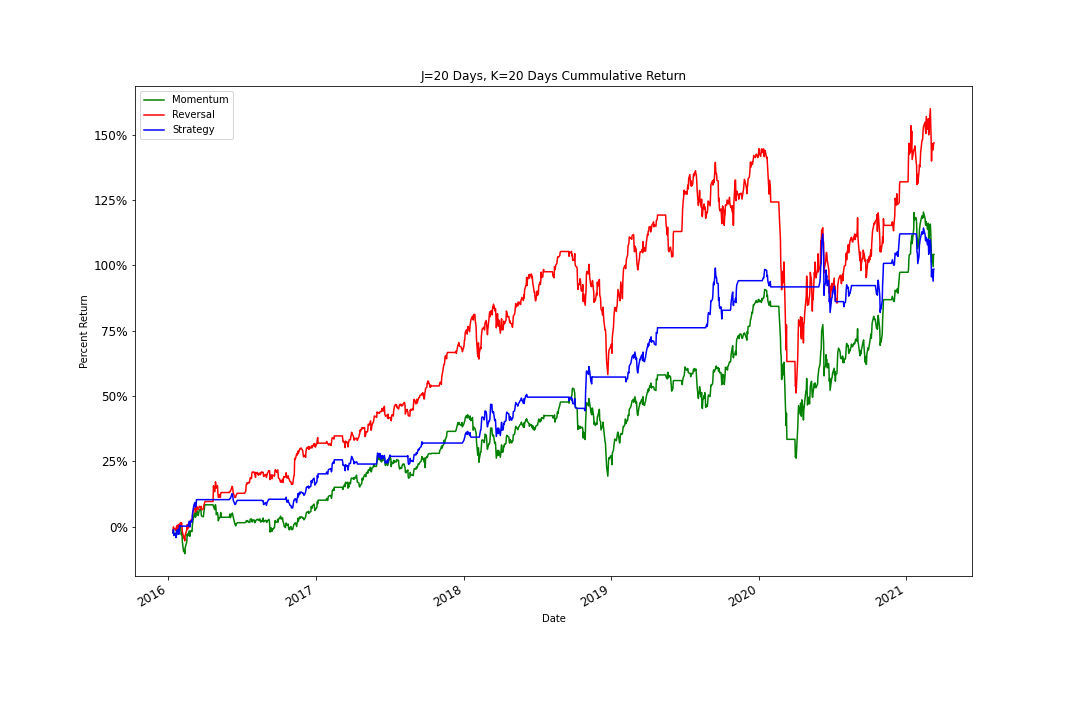 J=20 Days, K=20 Days Cummulative Return
Momentum
Reversal
Strategy
150%
125%
100%
75%
50%
25%
0%
Percent Return
2016
2017
2018
2019
2020
2021
Date